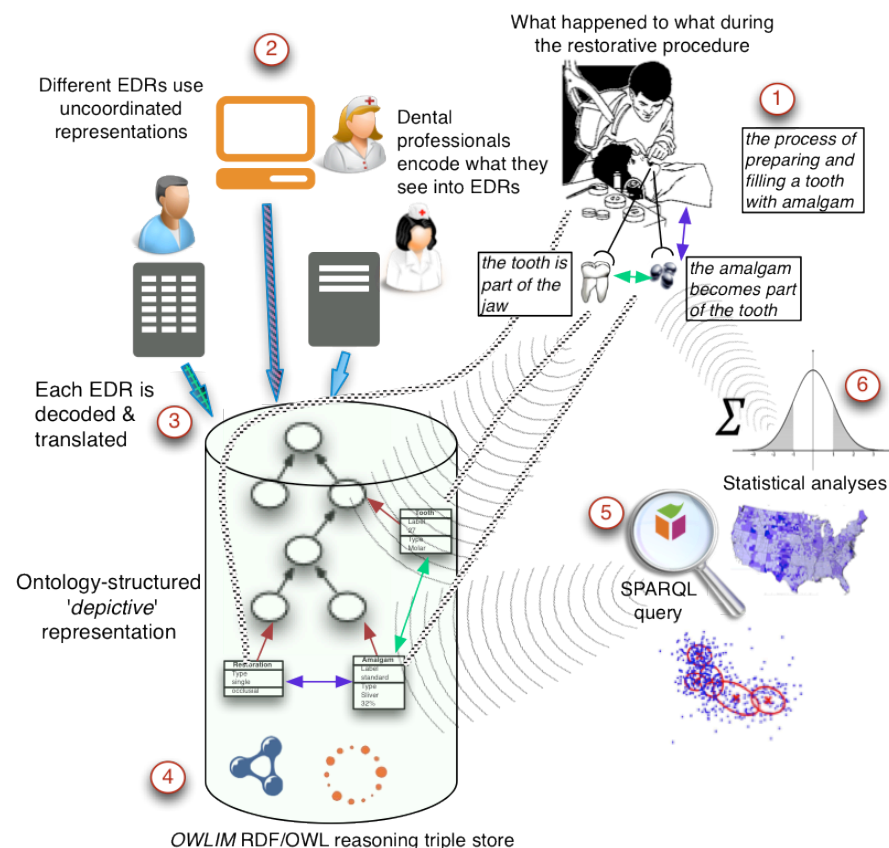 What happened to what during
the restorative procedure
1
the process of
preparing and
filling a tooth
with amalgam
2
Different EDRs use
uncoordinated
representations
Dental
professionals
encode what they
see into EDRs
the tooth is
part of the
jaw
the amalgam
becomes part
of the tooth
Each EDR is
decoded &
translated
3
6
Σ
Statistical analyses
5
SPARQL
query
Ontology-structured
'depictive'
representation
Tooth
Label
27
Type
Molar
Restoration
Type
single
occlusal
Amalgam
Label
standard
Type
Sliver
32%
4
OWLIM RDF/OWL reasoning triple store